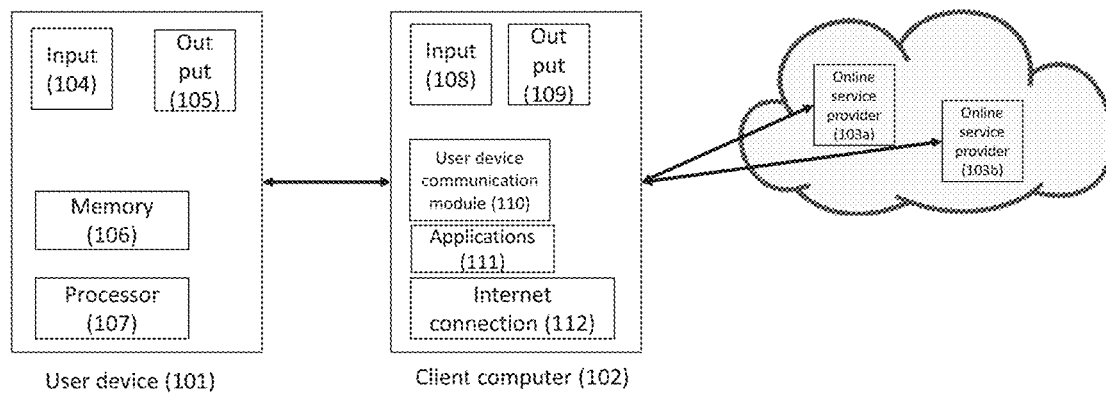 Input
(104)
Out
put
(105)
Memory
(106)
Processor
(107)
User device (101)
Input
(108)
Out
put
(109)
User device
communication
module (110)
Applications
(111)
Internet
connection (112)
Client computer (102)
Online
service
provider
(103a)
Online
service
provider
(103b)